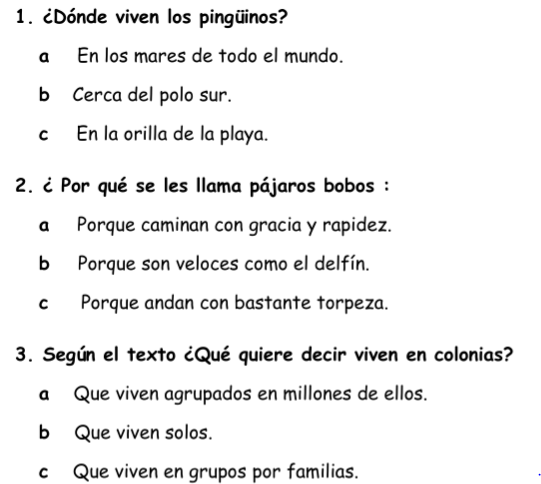 1. ¿Dónde viven los pingüinos?
a En los mares de todo el mundo.
b Cerca del polo sur.
c En la orilla de la playa.
2. ¿ Por qué se les llama pájaros bobos :
a Porque caminan con gracia y rapidez.
b Porque son veloces como el delfín.
c Porque andan con bastante torpeza.
3. Según el texto ¿Qué quiere decir viven en colonias?
a Que viven agrupados en millones de ellos.
b Que viven solos.
c Que viven en grupos por familias.